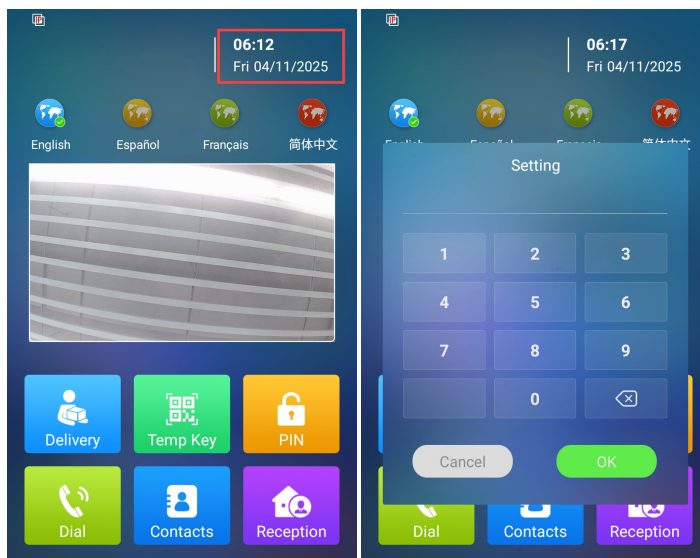 06:12
Fri 04/11/2025
English Español Français 简体中文
Delivery Temp Key PIN
Dial Contacts Reception
06:17
Fri 04/11/2025
Setting
1 2 3
4 5 6
7 8 9
0
Cancel OK
Dial Contacts Reception